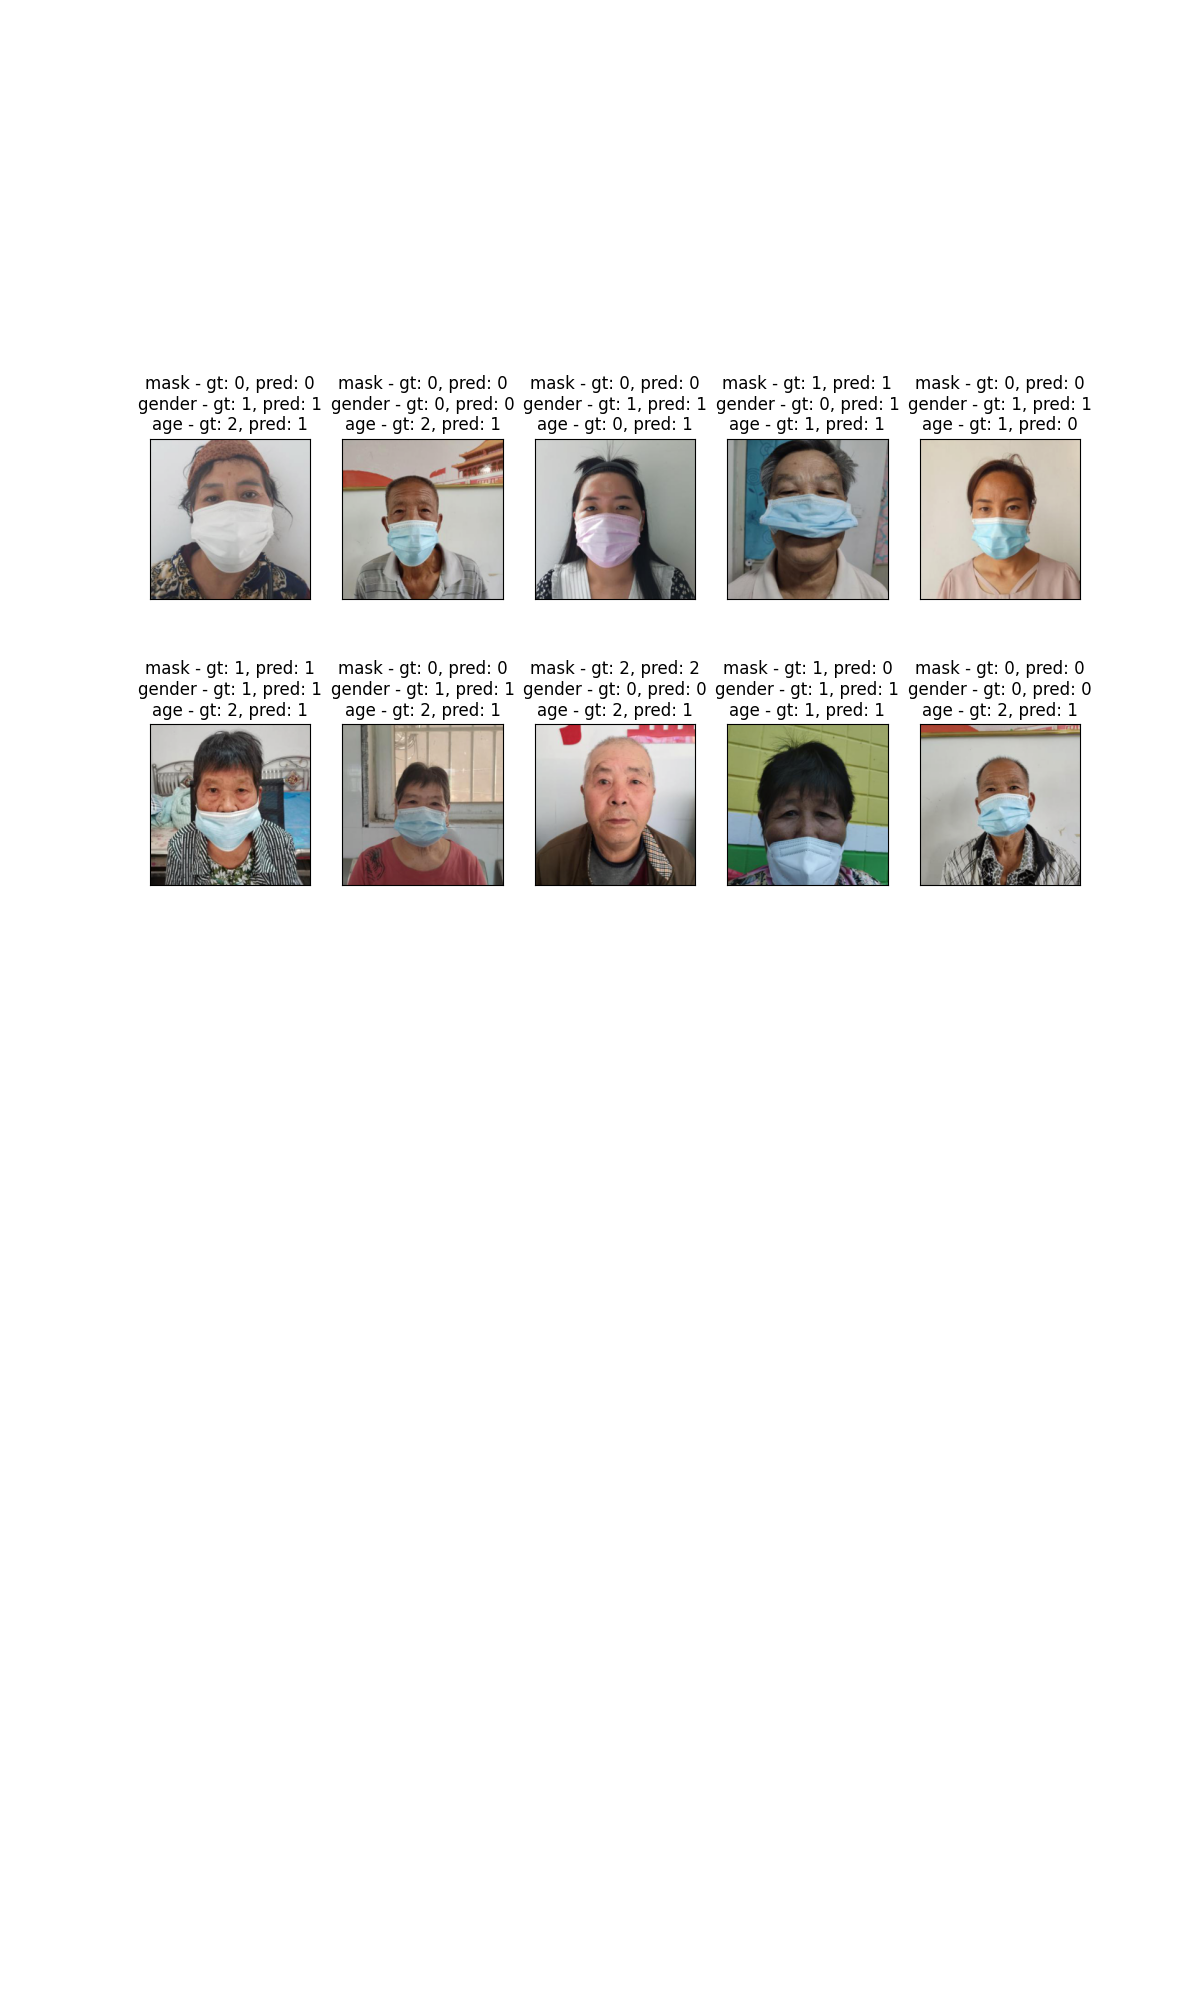 mask - gt: 0, pred: 0
gender - gt: 1, pred: 1
age - gt: 2, pred: 1
mask - gt: 0, pred: 0
gender - gt: 0, pred: 0
age - gt: 2, pred: 1
mask - gt: 0, pred: 0
gender - gt: 1, pred: 1
age - gt: 0, pred: 1
mask - gt: 1, pred: 1
gender - gt: 0, pred: 1
age - gt: 1, pred: 1
mask - gt: 0, pred: 0
gender - gt: 1, pred: 1
age - gt: 1, pred: 0
mask - gt: 1, pred: 1
gender - gt: 1, pred: 1
age - gt: 2, pred: 1
mask - gt: 0, pred: 0
gender - gt: 1, pred: 1
age - gt: 2, pred: 1
mask - gt: 2, pred: 2
gender - gt: 0, pred: 0
age - gt: 2, pred: 1
mask - gt: 1, pred: 0
gender - gt: 1, pred: 1
age - gt: 1, pred: 1
mask - gt: 0, pred: 0
gender - gt: 0, pred: 0
age - gt: 2, pred: 1